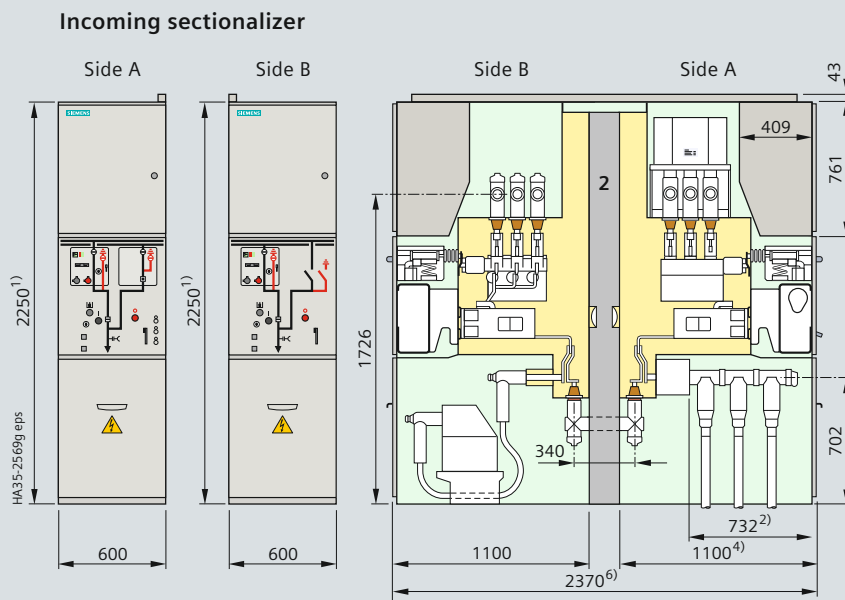 Incoming sectionalizer
Side A
Side B
Side B
Side A
SIEMENS
SIEMENS
43
409
761
2
2250 1)
2250 1)
1726
702
340
HA35-2569g eps
732 2)
600
600
1100
1100 4)
2370 6)